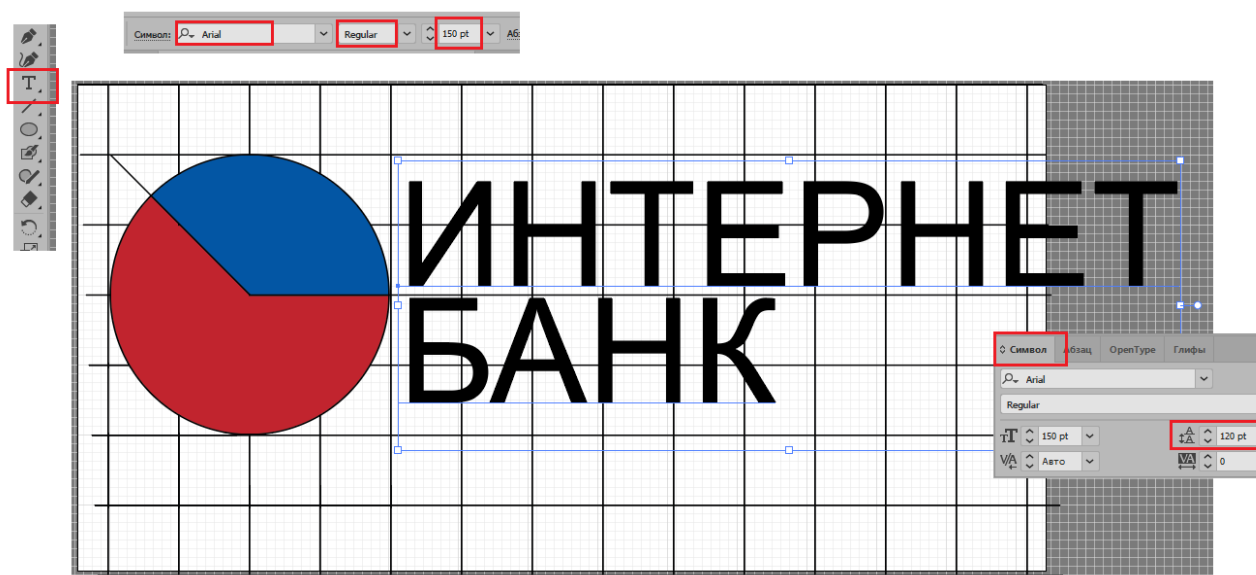 Символ: Arial Regular 150 pt
T
ИНТЕРНЕТ
БАНК
Символ Абзац OpenType Глифы
Arial
Regular
150 pt 120 pt
Авто 0